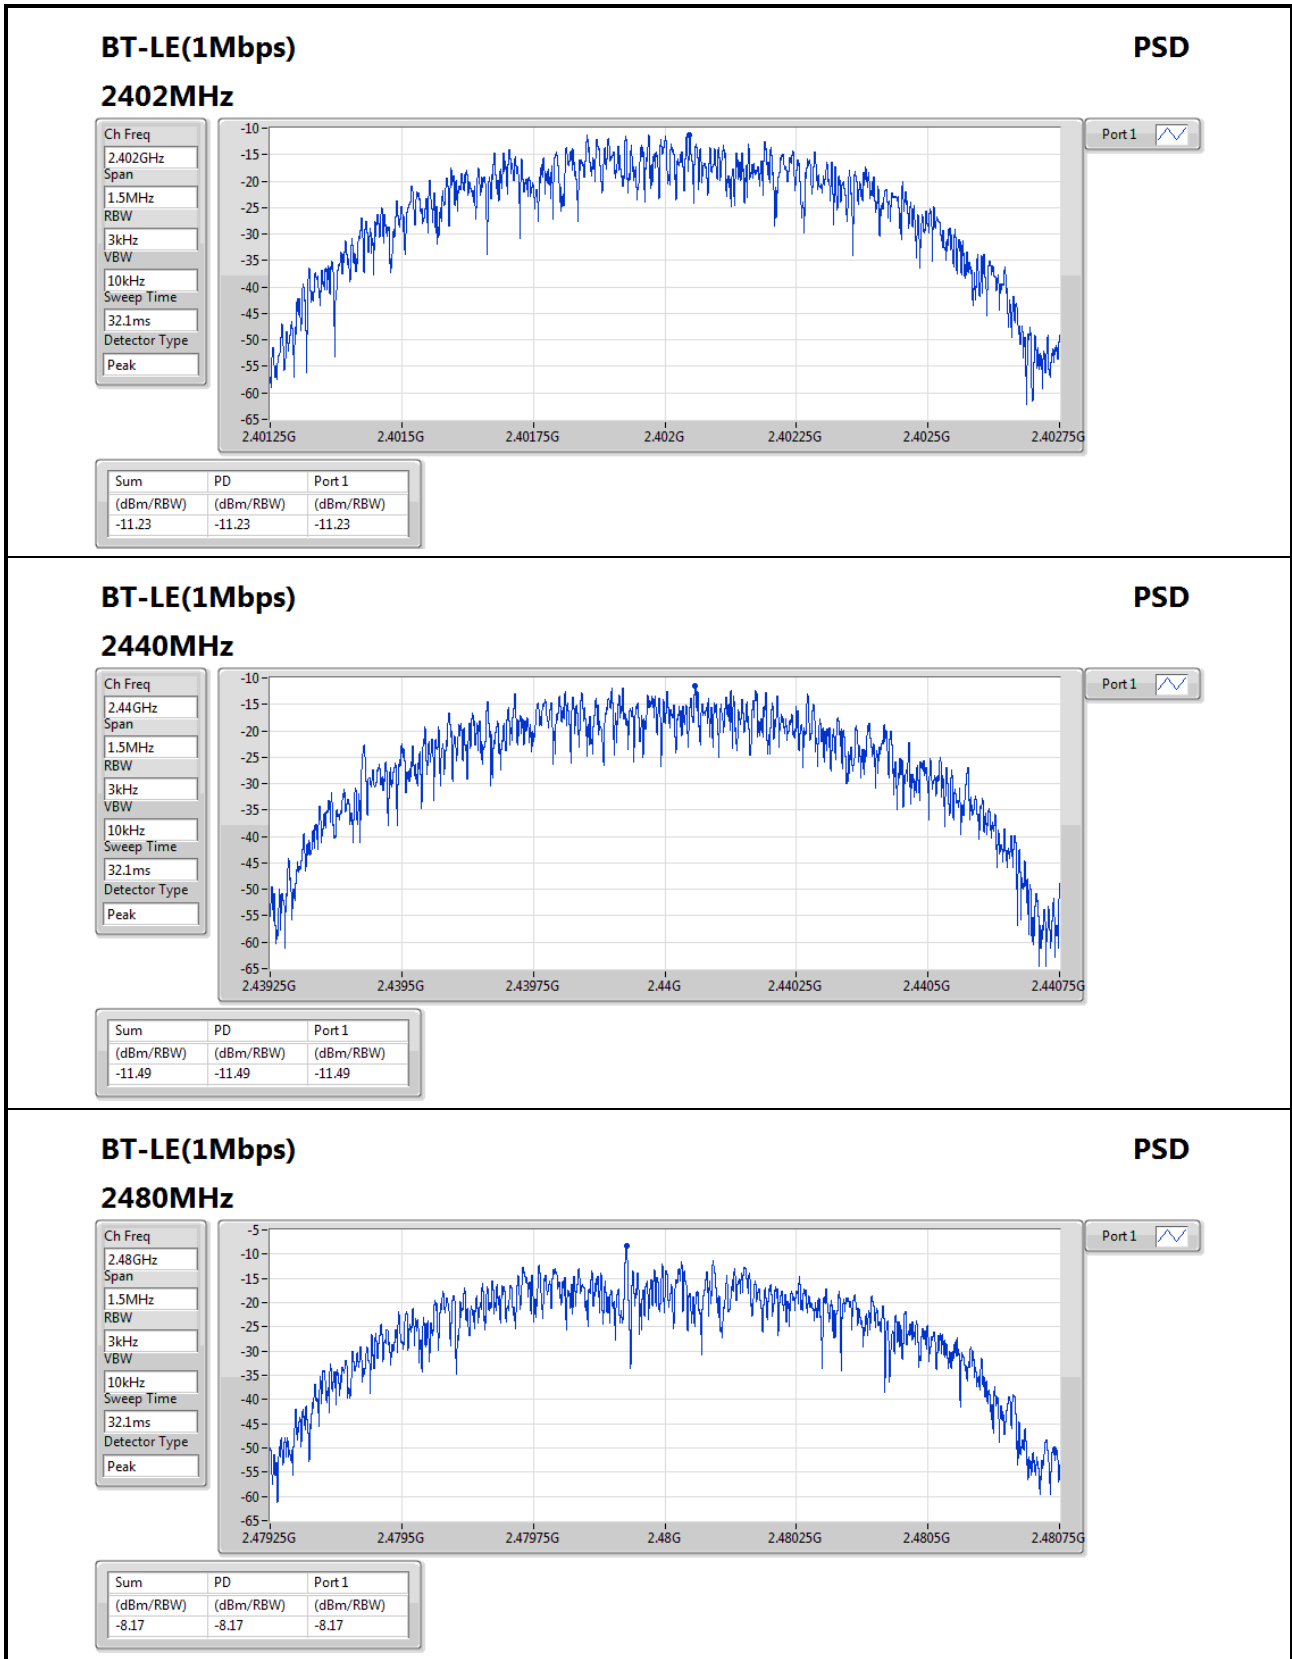 BT-LE(1Mbps) PSD
2402MHz
Ch Freq
2.402GHz
Span
1.5MHz
RBW
3kHz
VBW
10kHz
Sweep Time
32.1ms
Detector Type
Peak
-10
-15
-20
-25
-30
-35
-40
-45
-50
-55
-60
-65
2.40125G 2.4015G 2.40175G 2.402G 2.40225G 2.4025G 2.40275G
Port 1
Sum PD Port 1
(dBm/RBW) (dBm/RBW) (dBm/RBW)
-11.23 -11.23 -11.23
BT-LE(1Mbps) PSD
2440MHz
Ch Freq
2.44GHz
Span
1.5MHz
RBW
3kHz
VBW
10kHz
Sweep Time
32.1ms
Detector Type
Peak
-10
-15
-20
-25
-30
-35
-40
-45
-50
-55
-60
-65
2.43925G 2.4395G 2.43975G 2.44G 2.44025G 2.4405G 2.44075G
Port 1
Sum PD Port 1
(dBm/RBW) (dBm/RBW) (dBm/RBW)
-11.49 -11.49 -11.49
BT-LE(1Mbps) PSD
2480MHz
Ch Freq
2.48GHz
Span
1.5MHz
RBW
3kHz
VBW
10kHz
Sweep Time
32.1ms
Detector Type
Peak
-5
-10
-15
-20
-25
-30
-35
-40
-45
-50
-55
-60
-65
2.47925G 2.4795G 2.47975G 2.48G 2.48025G 2.4805G 2.48075G
Port 1
Sum PD Port 1
(dBm/RBW) (dBm/RBW) (dBm/RBW)
-8.17 -8.17 -8.17